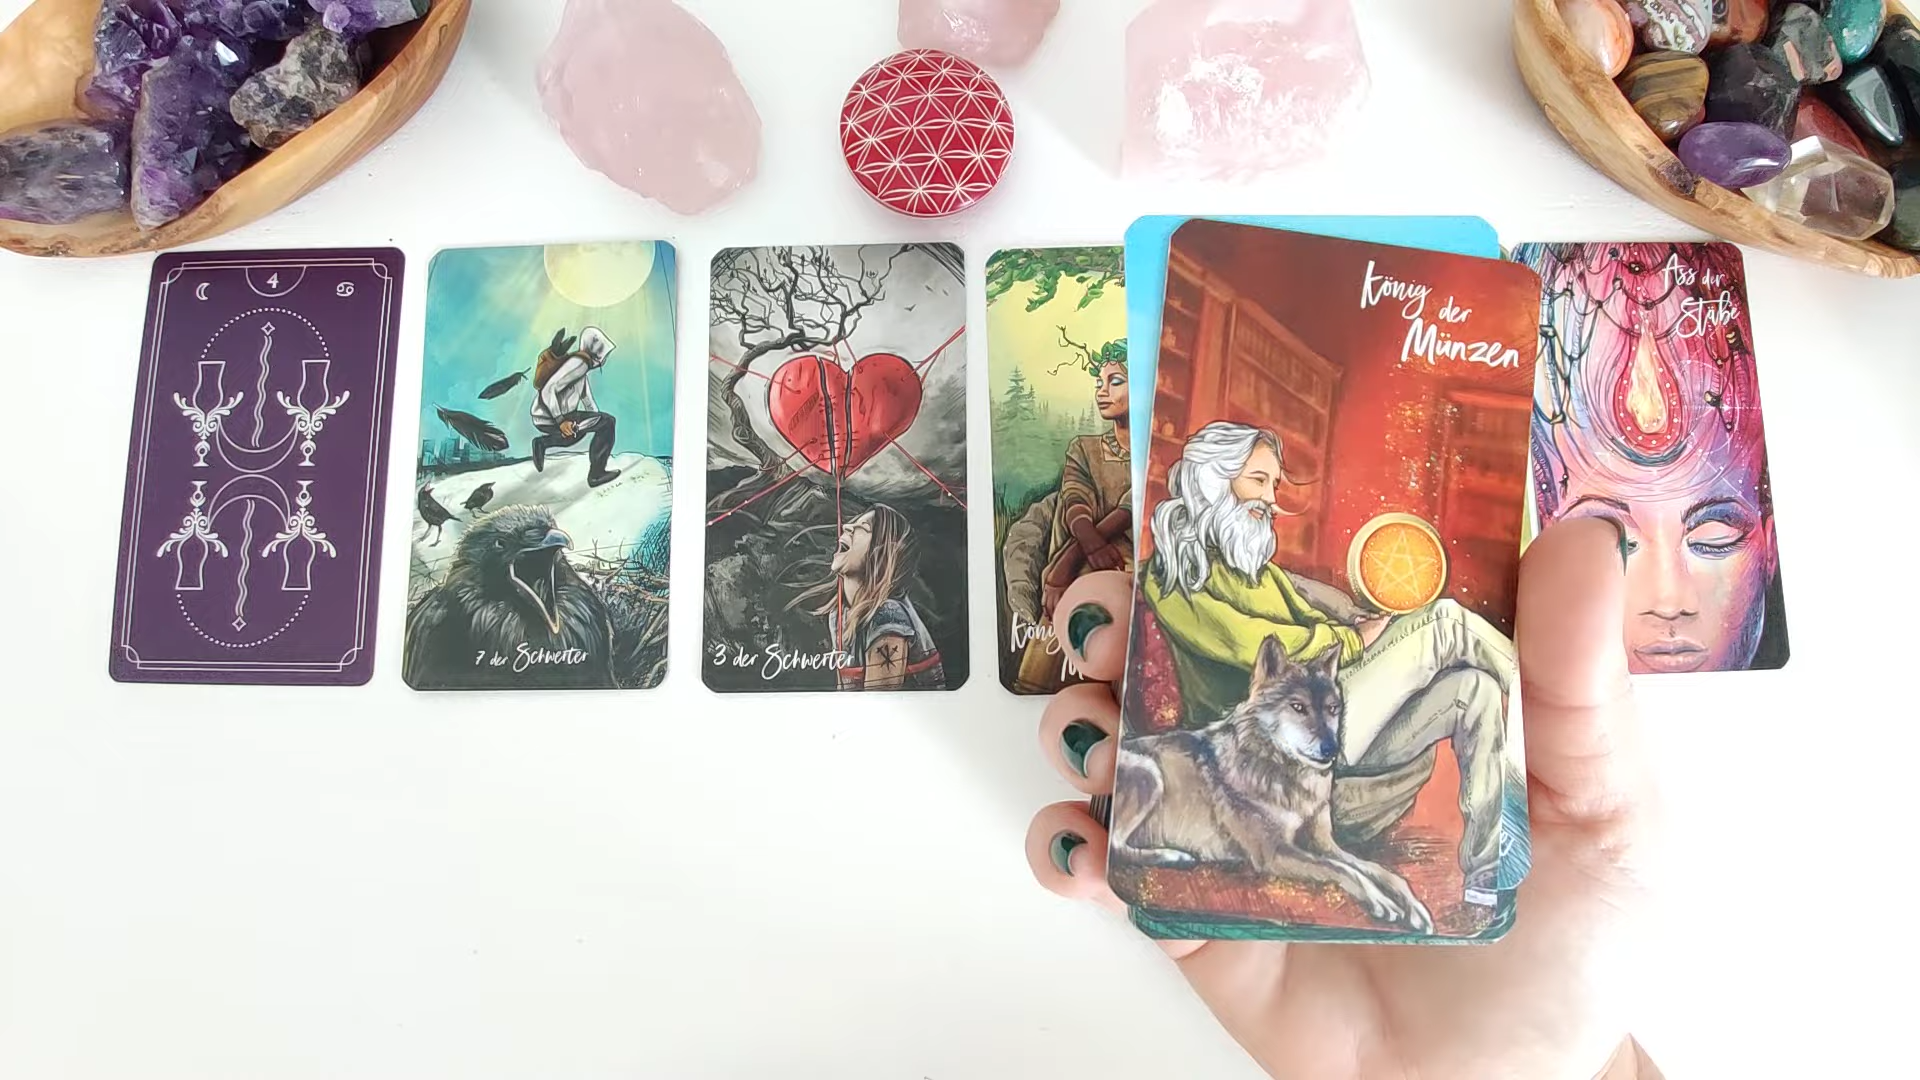 4
7 der Schwerter
3 der Schwerter
König
der
Münzen
Ass der
Stäbe